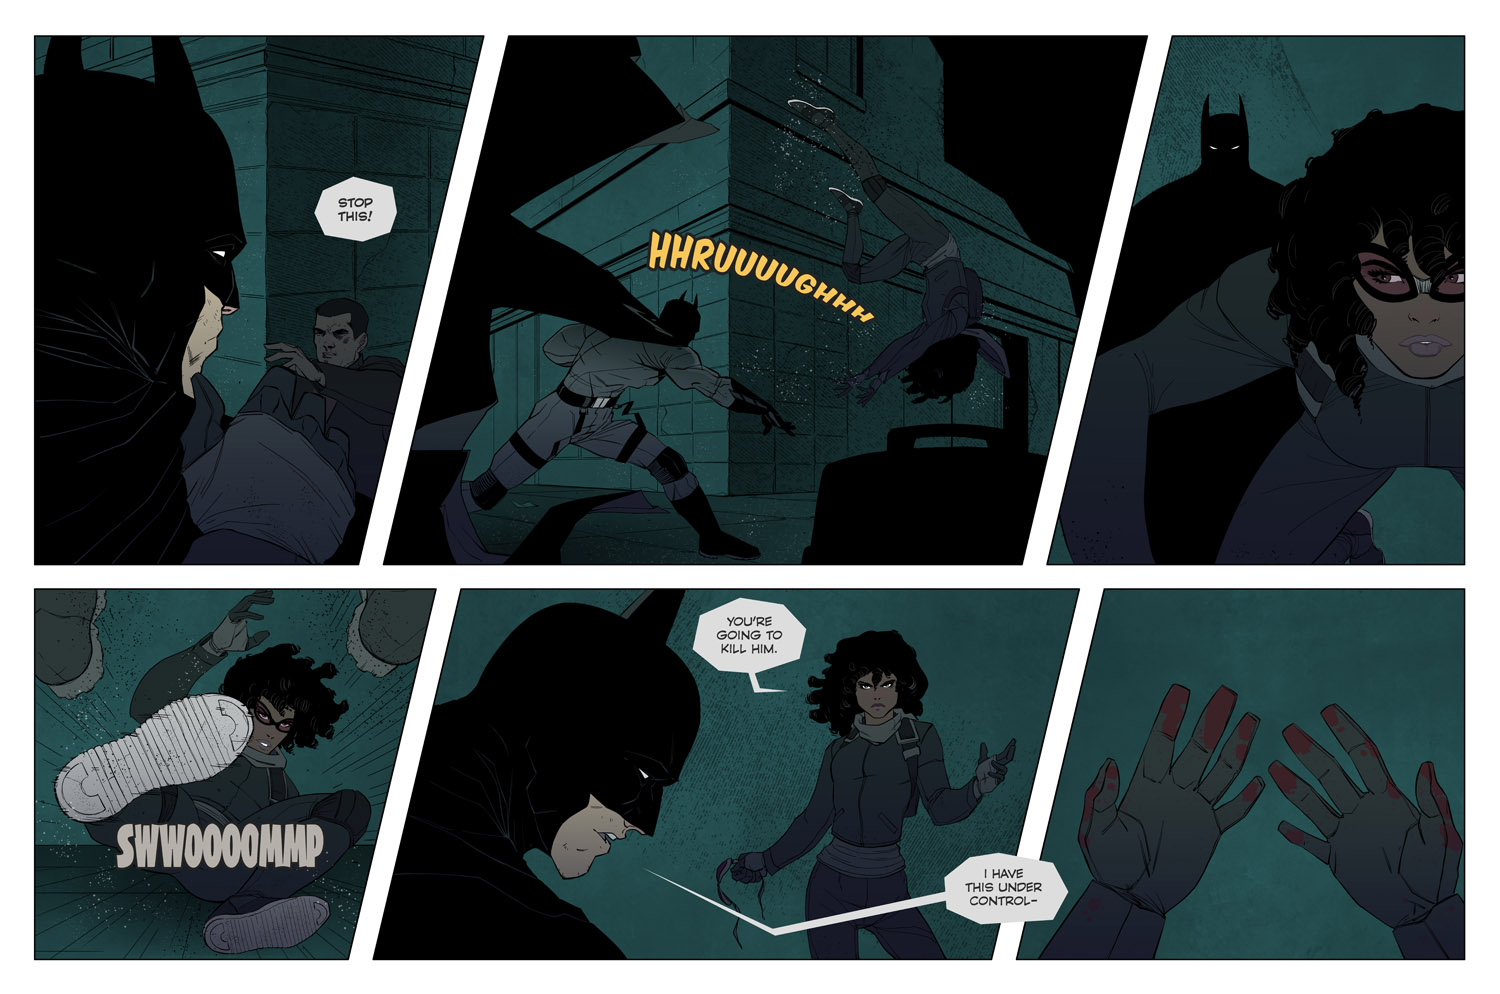 STOP
THIS!
HHRUUUUGHHH
SWWOOOOMMP
YOU'RE
GOING TO
KILL HIM.
I HAVE
THIS UNDER
CONTROL-